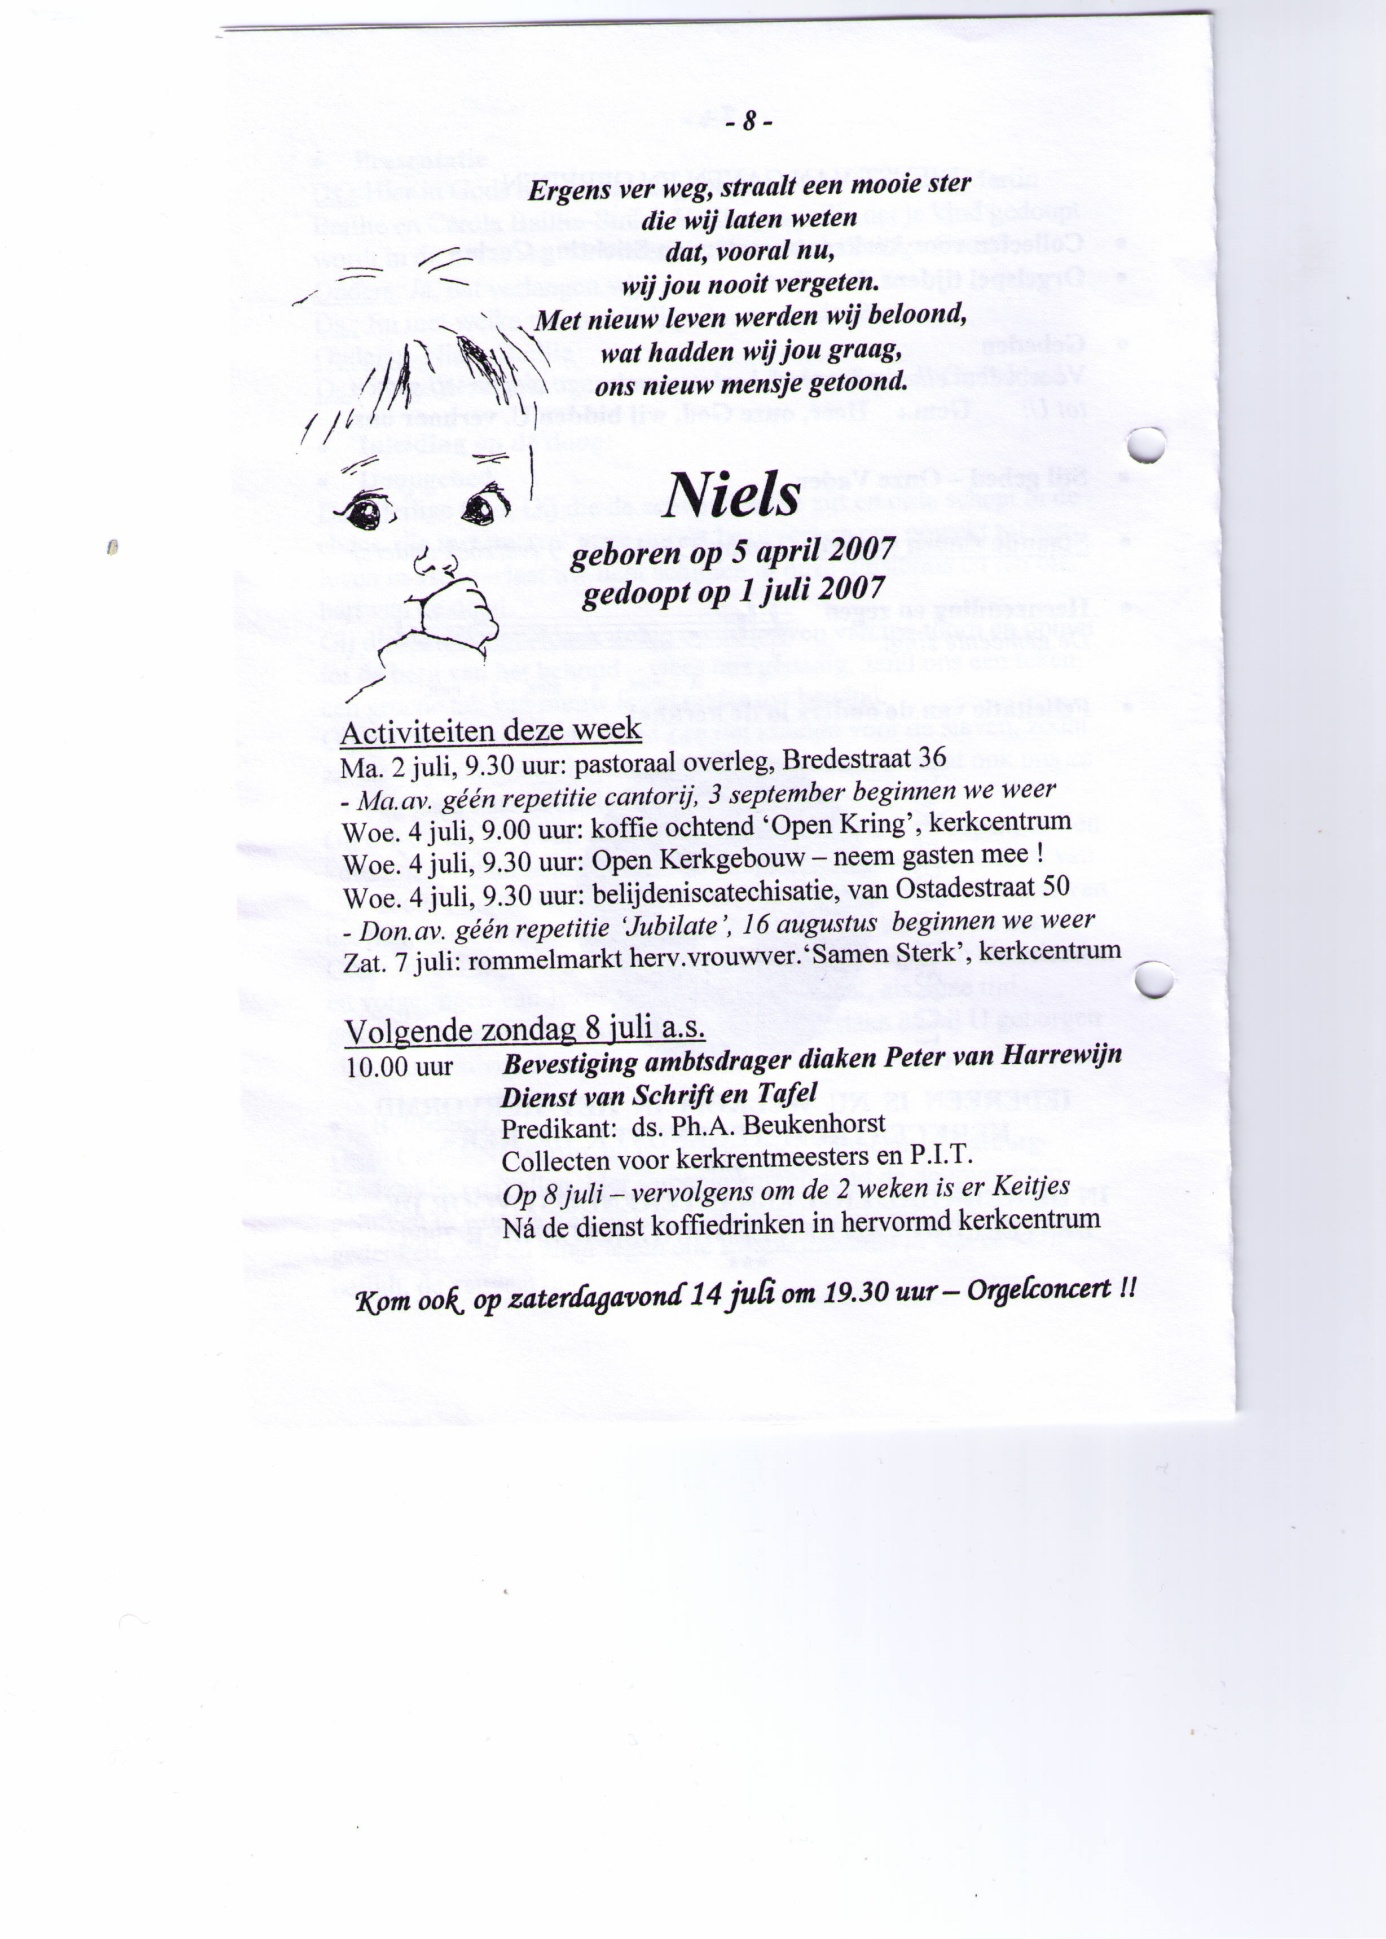 - 8 -
Ergens ver weg, straalt een mooie ster
die wij laten weten
dat, vooral nu,
wij jou nooit vergeten.
Met nieuw leven werden wij beloond,
wat hadden wij jou graag,
ons nieuw mensje getoond.
Niels
geboren op 5 april 2007
gedoopt op 1 juli 2007
Activiteiten deze week
Ma. 2 juli, 9.30 uur: pastoraal overleg, Bredestraat 36
- Ma.av. géén repetitie cantorij, 3 september beginnen we weer
Woe. 4 juli, 9.00 uur: koffie ochtend ‘Open Kring’, kerkcentrum
Woe. 4 juli, 9.30 uur: Open Kerkgebouw – neem gasten mee !
Woe. 4 juli, 9.30 uur: belijdeniscatechisatie, van Ostadestraat 50
- Don.av. géén repetitie ‘Jubilate’, 16 augustus beginnen we weer
Zat. 7 juli: rommelmarkt herv.vrouwver.‘Samen Sterk’, kerkcentrum
Volgende zondag 8 juli a.s.
10.00 uur Bevestiging ambtsdrager diaken Peter van Harrewijn
Dienst van Schrift en Tafel
Predikant: ds. Ph.A. Beukenhorst
Collecten voor kerkrentmeesters en P.I.T.
Op 8 juli – vervolgens om de 2 weken is er Keitjes
Ná de dienst koffiedrinken in hervormd kerkcentrum
Kom ook op zaterdagavond 14 juli om 19.30 uur – Orgelconcert !!